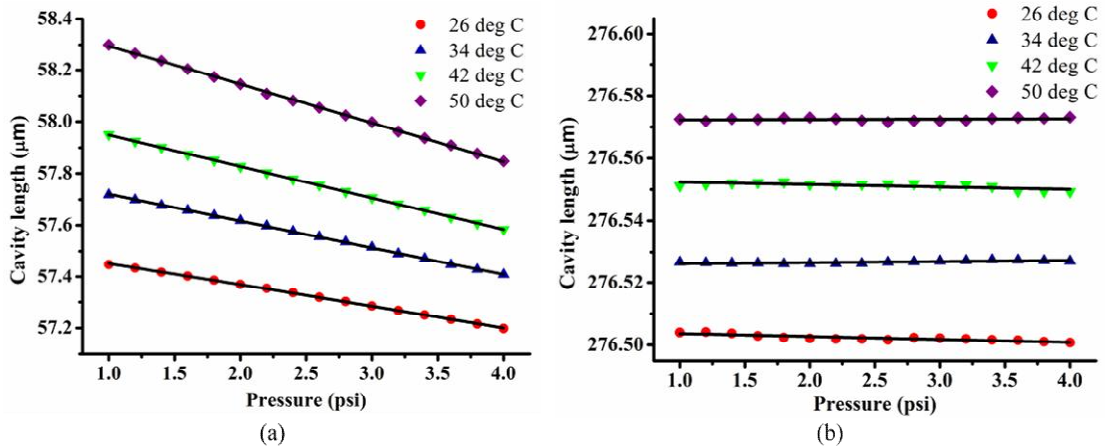 58.4
58.2
58.0
57.8
57.6
57.4
57.2
Cavity length (μm)
1.0 1.5 2.0 2.5 3.0 3.5 4.0
Pressure (psi)
26 deg C
34 deg C
42 deg C
50 deg C
(a)
276.60
276.58
276.56
276.54
276.52
276.50
Cavity length (μm)
1.0 1.5 2.0 2.5 3.0 3.5 4.0
Pressure (psi)
26 deg C
34 deg C
42 deg C
50 deg C
(b)